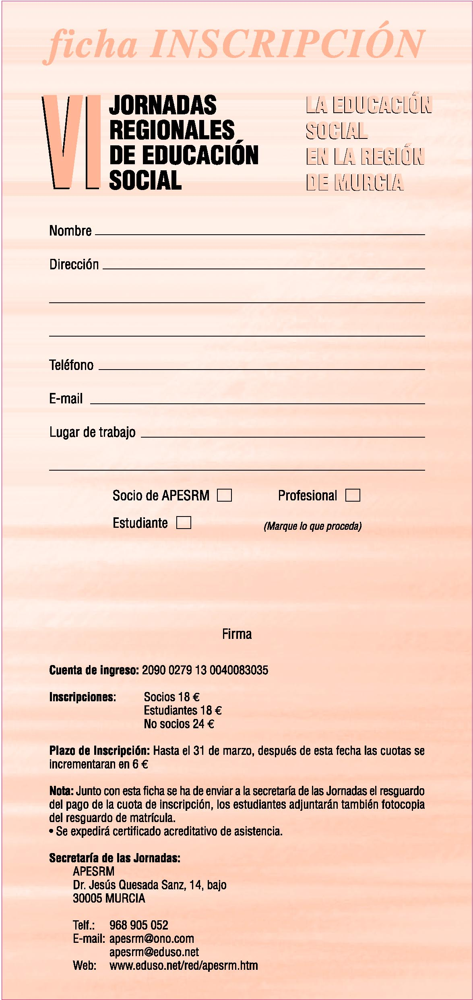 ficha INSCRIPCIÓN
VI
JORNADAS
REGIONALES
DE EDUCACIÓN
SOCIAL
LA EDUCACIÓN
SOCIAL
EN LA REGIÓN
DE MURCIA
Nombre
Dirección
Teléfono
E-mail
Lugar de trabajo
Socio de APESRM Profesional
Estudiante (Marque lo que proceda)
Firma
Cuenta de ingreso: 2090 0279 13 0040083035
Inscripciones: Socios 18 €
Estudiantes 18 €
No socios 24 €
Plazo de Inscripción: Hasta el 31 de marzo, después de esta fecha las cuotas se
incrementaran en 6 €
Nota: Junto con esta ficha se ha de enviar a la secretaría de las Jornadas el resguardo
del pago de la cuota de inscripción, los estudiantes adjuntarán también fotocopia
del resguardo de matrícula.
• Se expedirá certificado acreditativo de asistencia.
Secretaría de las Jornadas:
APESRM
Dr. Jesús Quesada Sanz, 14, bajo
30005 MURCIA
Telf.: 968 905 052
E-mail: apesrm@ono.com
apesrm@eduso.net
Web: www.eduso.net/red/apesrm.htm